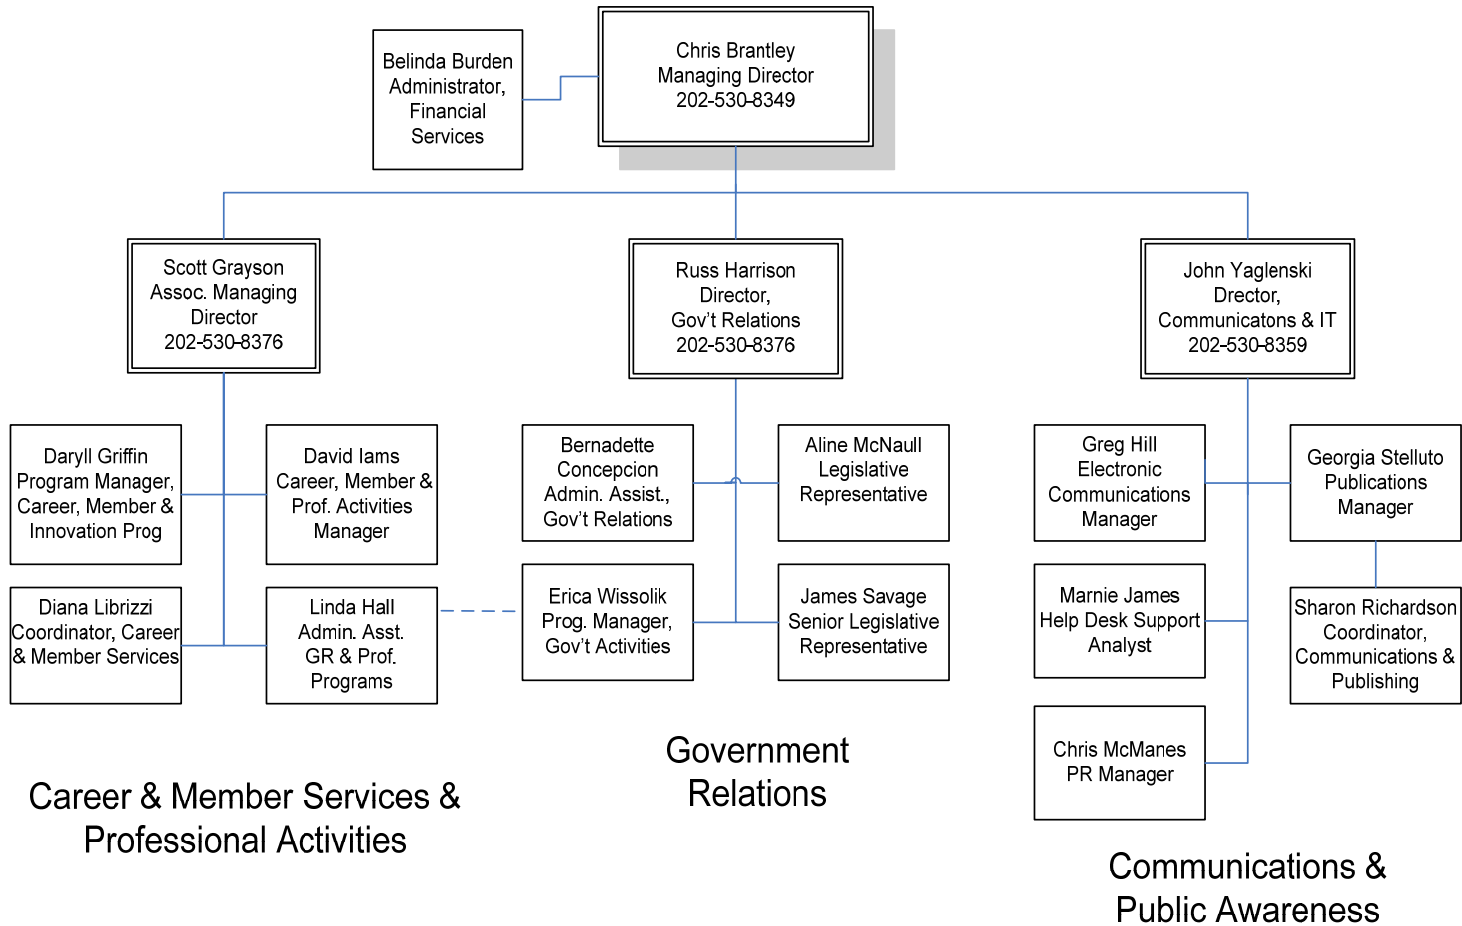 Belinda Burden
Administrator,
Financial
Services
Chris Brantley
Managing Director
202-530-8349
Scott Grayson
Assoc. Managing
Director
202-530-8376
Russ Harrison
Director,
Gov't Relations
202-530-8376
John Yaglenski
Drector,
Communicatons & IT
202-530-8359
Daryll Griffin
Program Manager,
Career, Member &
Innovation Prog
David Iams
Career, Member &
Prof. Activities
Manager
Diana Librizzi
Coordinator, Career
& Member Services
Linda Hall
Admin. Asst.
GR & Prof.
Programs
Bernadette
Concepcion
Admin. Assist.,
Gov't Relations
Aline McNaull
Legislative
Representative
Erica Wissolik
Prog. Manager,
Gov't Activities
James Savage
Senior Legislative
Representative
Greg Hill
Electronic
Communications
Manager
Georgia Stelluto
Publications
Manager
Marnie James
Help Desk Support
Analyst
Sharon Richardson
Coordinator,
Communications &
Publishing
Chris McManes
PR Manager
Career & Member Services &
Professional Activities
Government
Relations
Communications &
Public Awareness